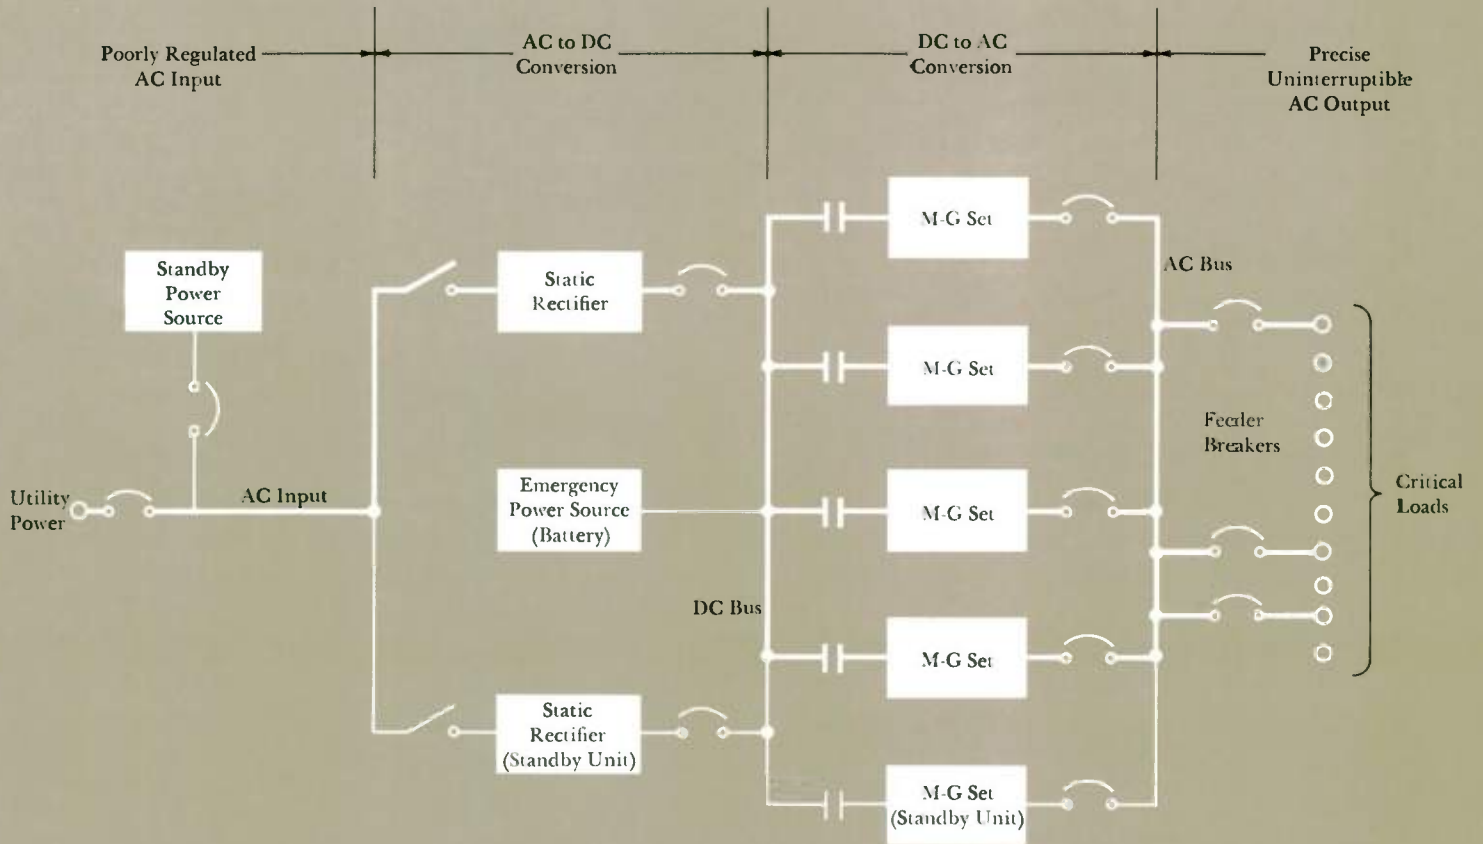 Poorly Regulated
AC Input
AC to DC
Conversion
DC to AC
Conversion
Precise
Uninterruptible
AC Output
Standby
Power
Source
Static
Rectifier
M-G Set
AC Bus
M-G Set
Feeder
Breakers
Utility
Power
AC Input
Emergency
Power Source
(Battery)
M-G Set
Critical
Loads
DC Bus
M-G Set
Static
Rectifier
(Standby Unit)
M-G Set
(Standby Unit)